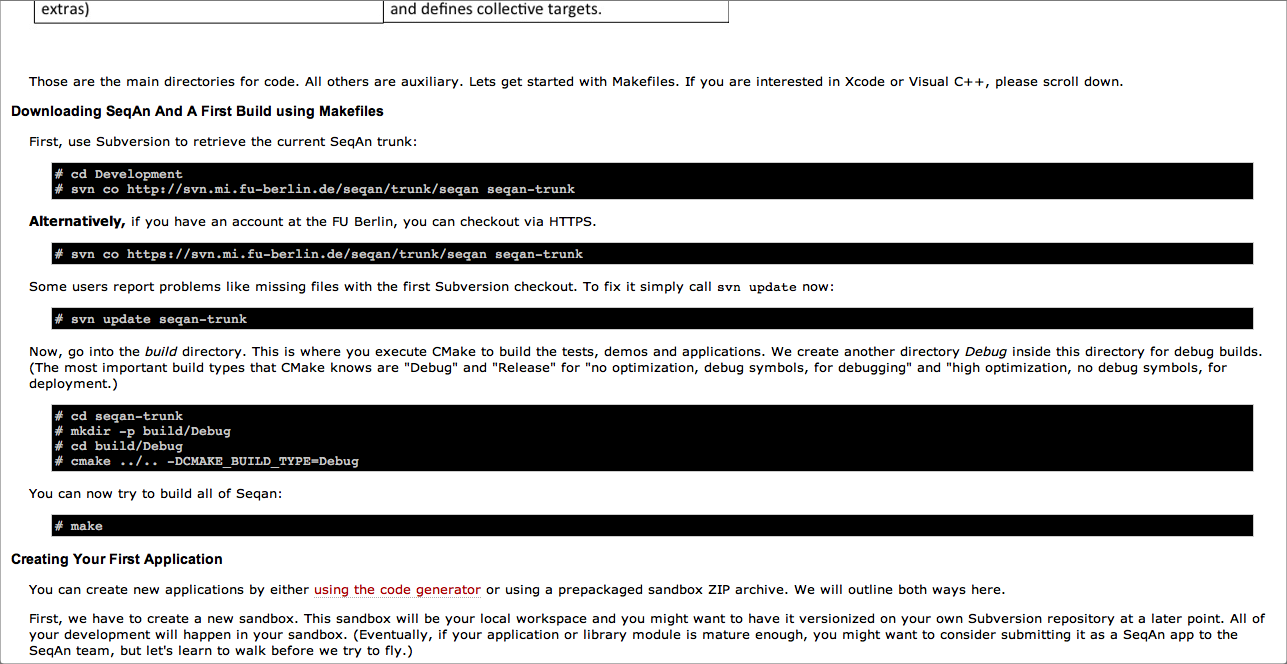 extras)
and defines collective targets.
Those are the main directories for code. All others are auxiliary. Lets get started with Makefiles. If you are interested in Xcode or Visual C++, please scroll down.
Downloading SeqAn And A First Build using Makefiles
First, use Subversion to retrieve the current SeqAn trunk:
# cd Development
# svn co http://svn.mi.fu-berlin.de/seqan/trunk/seqan seqan-trunk
Alternatively, if you have an account at the FU Berlin, you can checkout via HTTPS.
# svn co https://svn.mi.fu-berlin.de/seqan/trunk/seqan seqan-trunk
Some users report problems like missing files with the first Subversion checkout. To fix it simply call svn update now:
# svn update seqan-trunk
Now, go into the build directory. This is where you execute CMake to build the tests, demos and applications. We create another directory Debug inside this directory for debug builds.
(The most important build types that CMake knows are "Debug" and "Release" for "no optimization, debug symbols, for debugging" and "high optimization, no debug symbols, for
deployment.)
# cd seqan-trunk
# mkdir -p build/Debug
# cd build/Debug
# cmake ../.. -DCMAKE_BUILD_TYPE=Debug
You can now try to build all of Seqan:
# make
Creating Your First Application
You can create new applications by either using the code generator or using a prepackaged sandbox ZIP archive. We will outline both ways here.
First, we have to create a new sandbox. This sandbox will be your local workspace and you might want to have it versionized on your own Subversion repository at a later point. All of
your development will happen in your sandbox. (Eventually, if your application or library module is mature enough, you might want to consider submitting it as a SeqAn app to the
SeqAn team, but let's learn to walk before we try to fly.)